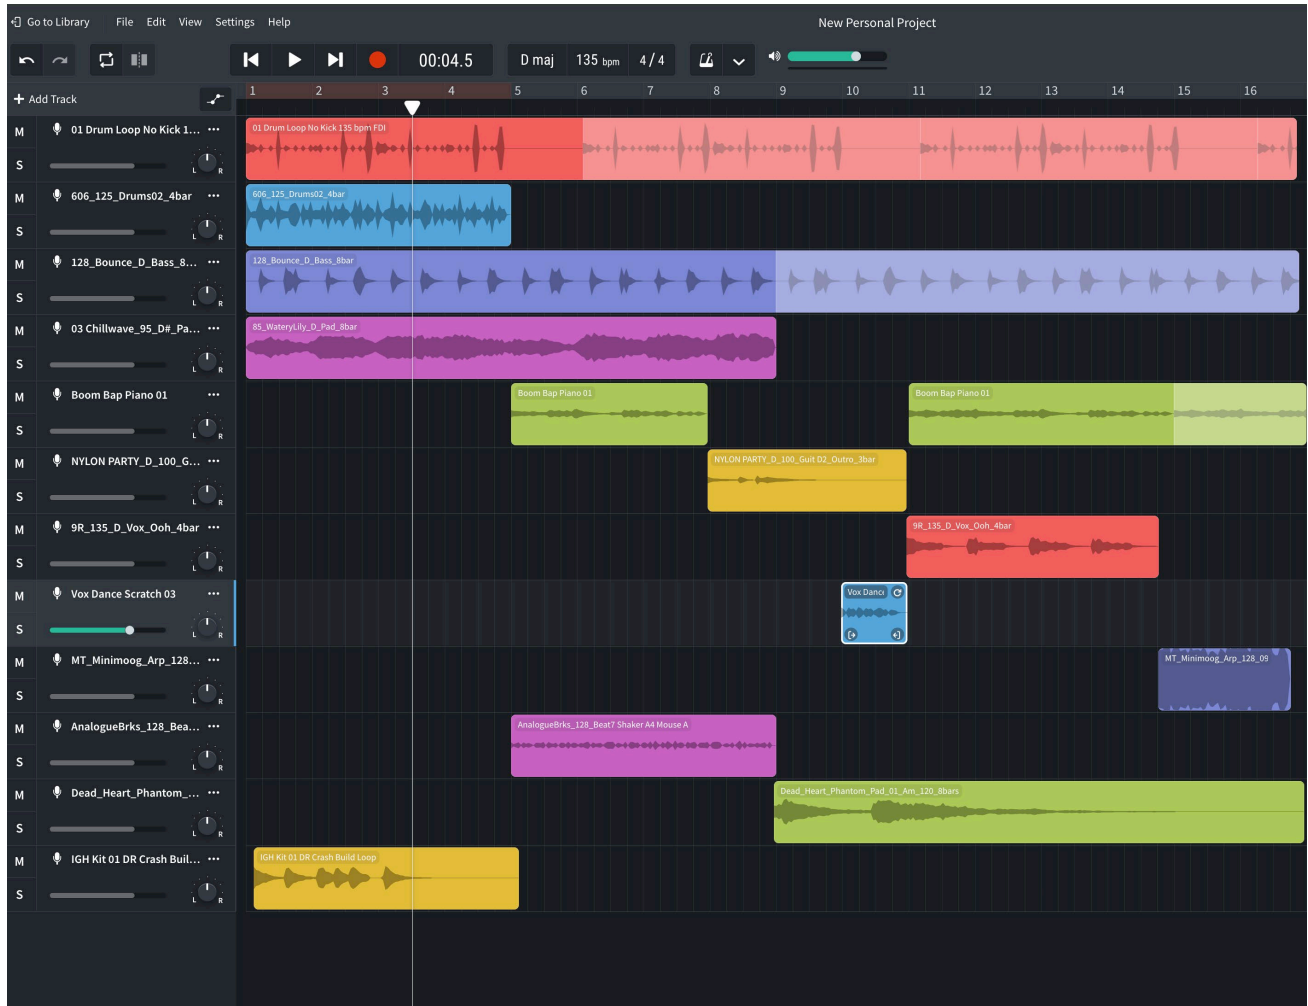 Go to Library File Edit View Settings Help New Personal Project
00:04.5 D maj 135 bpm 4/4
+ Add Track 1 2 3 4 5 6 7 8 9 10 11 12 13 14 15 16
M 01 Drum Loop No Kick 1... ...
01 Drum Loop No Kick 135 bpm FDI
S L R
M 606_125_Drums02_4bar ...
606_125_Drums02_4bar
S L R
M 128_Bounce_D_Bass_8... ...
128_Bounce_D_Bass_8bar
S L R
M 03 Chillwave_95_D#_Pa... ...
85_WateryLily_D_Pad_8bar
S L R
M Boom Bap Piano 01 ...
Boom Bap Piano 01 Boom Bap Piano 01
S L R
M NYLON PARTY_D_100_G... ...
NYLON PARTY_D_100_Guit D2_Outro_3bar
S L R
M 9R_135_D_Vox_Ooh_4bar ...
9R_135_D_Vox_Ooh_4bar
S L R
M Vox Dance Scratch 03 ...
Vox Danc
S L R
M MT_Minimoog_Arp_128... ...
MT_Minimoog_Arp_128_09
S L R
M AnalogueBrks_128_Bea... ...
AnalogueBrks_128_Beat7 Shaker A4 Mouse A
S L R
M Dead_Heart_Phantom_... ...
Dead_Heart_Phantom_Pad_01_Am_120_8bars
S L R
M IGH Kit 01 DR Crash Buil... ...
IGH Kit 01 DR Crash Build Loop
S L R